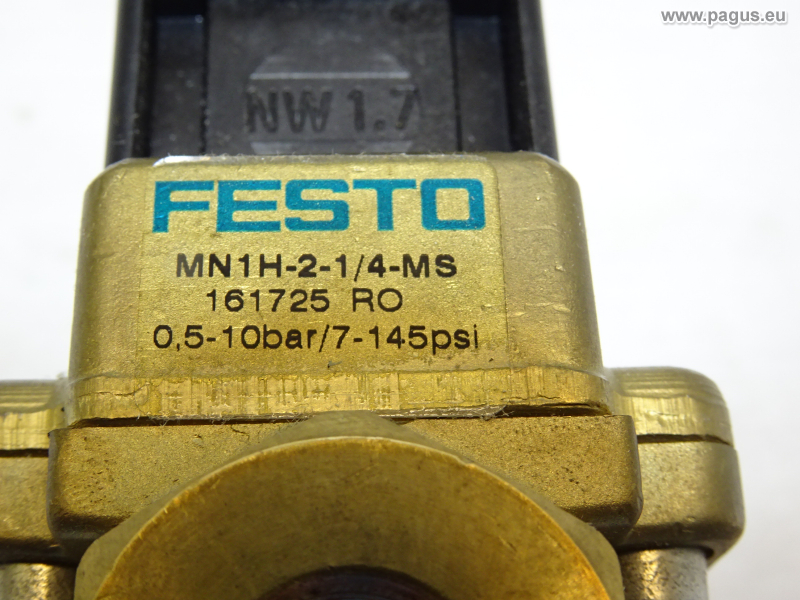 www.pagus.eu
NW 1.7
FESTO
MN1H-2-1/4-MS
161725 RO
0,5-10bar/7-145psi